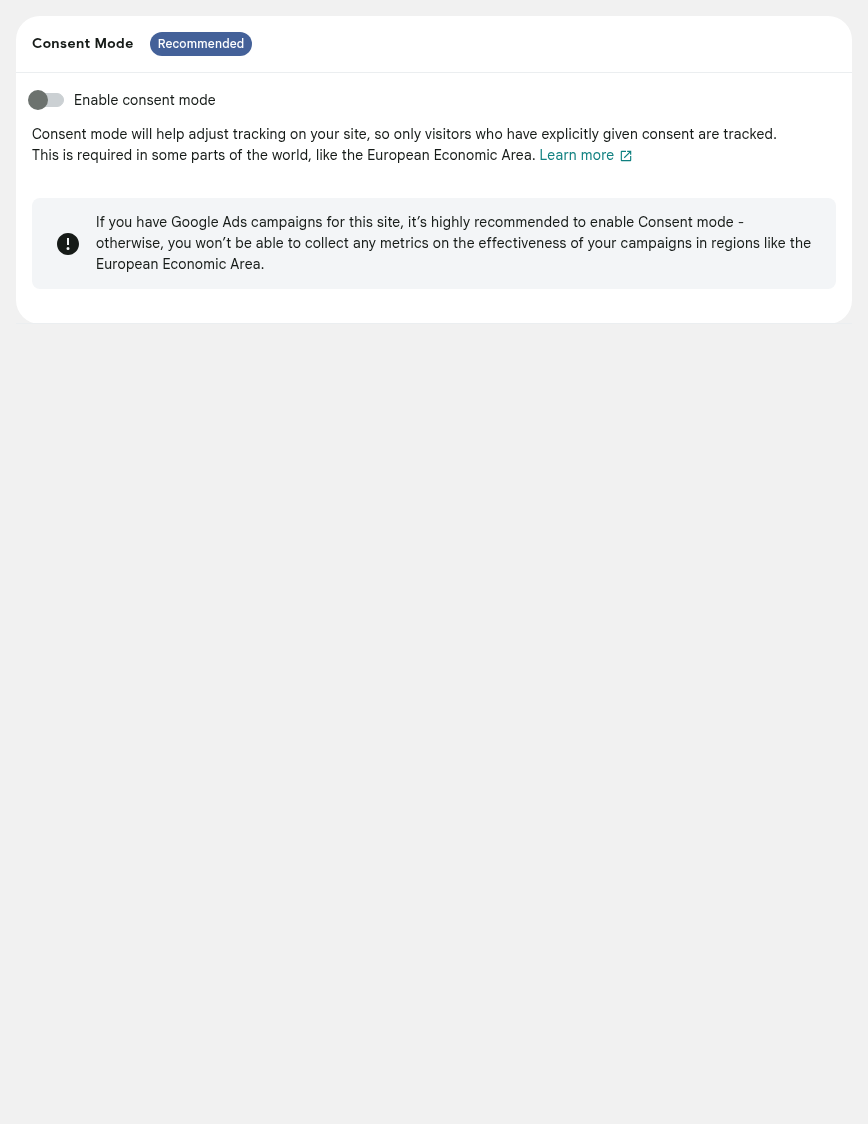 Consent Mode Recommended
Enable consent mode
Consent mode will help adjust tracking on your site, so only visitors who have explicitly given consent are tracked.
This is required in some parts of the world, like the European Economic Area. Learn more
If you have Google Ads campaigns for this site, it’s highly recommended to enable Consent mode -
otherwise, you won’t be able to collect any metrics on the effectiveness of your campaigns in regions like the
European Economic Area.